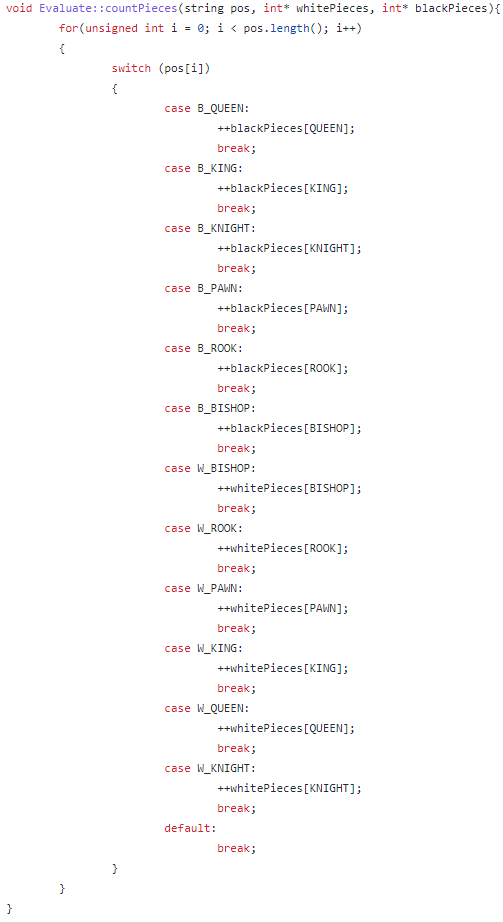 void Evaluate::countPieces(string pos, int* whitePieces, int* blackPieces){
        for(unsigned int i = 0; i < pos.length(); i++)
        {
                switch (pos[i])
                {
                        case B_QUEEN:
                                ++blackPieces[QUEEN];
                                break;
                        case B_KING:
                                ++blackPieces[KING];
                                break;
                        case B_KNIGHT:
                                ++blackPieces[KNIGHT];
                                break;
                        case B_PAWN:
                                ++blackPieces[PAWN];
                                break;
                        case B_ROOK:
                                ++blackPieces[ROOK];
                                break;
                        case B_BISHOP:
                                ++blackPieces[BISHOP];
                                break;
                        case W_BISHOP:
                                ++whitePieces[BISHOP];
                                break;
                        case W_ROOK:
                                ++whitePieces[ROOK];
                                break;
                        case W_PAWN:
                                ++whitePieces[PAWN];
                                break;
                        case W_KING:
                                ++whitePieces[KING];
                                break;
                        case W_QUEEN:
                                ++whitePieces[QUEEN];
                                break;
                        case W_KNIGHT:
                                ++whitePieces[KNIGHT];
                                break;
                        default:
                                break;
                }
        }
}